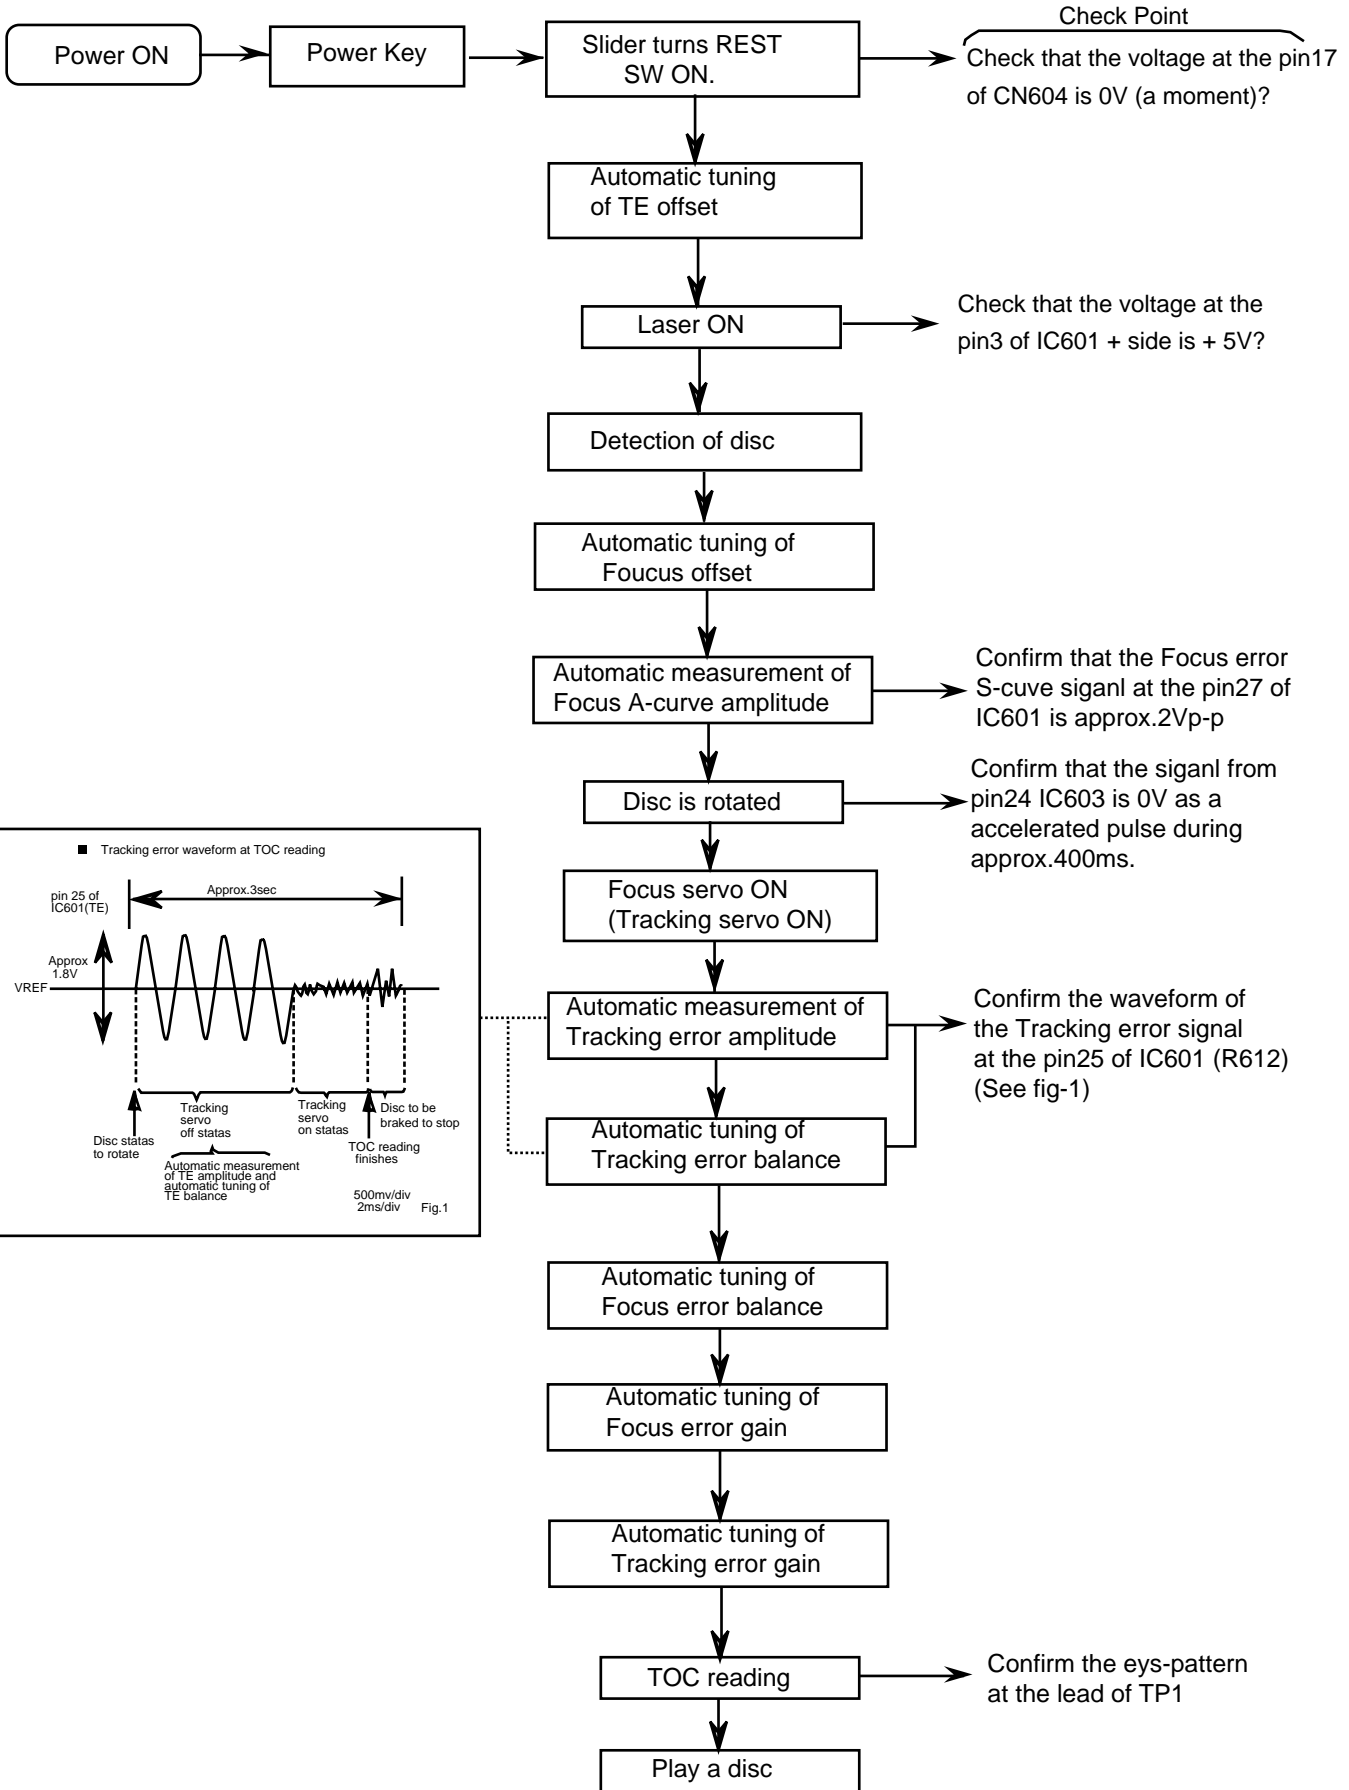 Check Point
Power ON
Power Key
Slider turns REST
SW ON.
Check that the voltage at the pin17
of CN604 is 0V (a moment)?
Automatic tuning
of TE offset
Laser ON
Check that the voltage at the
pin3 of IC601 + side is + 5V?
Detection of disc
Automatic tuning of
Foucus offset
Automatic measurement of
Focus A-curve amplitude
Confirm that the Focus error
S-cuve siganl at the pin27 of
IC601 is approx.2Vp-p
Disc is rotated
Confirm that the siganl from
pin24 IC603 is 0V as a
accelerated pulse during
approx.400ms.
Focus servo ON
(Tracking servo ON)
■ Tracking error waveform at TOC reading
pin 25 of
IC601(TE)
Approx.3sec
Approx
1.8V
VREF
Disc statas
to rotate
Tracking
servo
off statas
Tracking
servo
on statas
Disc to be
braked to stop
TOC reading
finishes
Automatic measurement
of TE amplitude and
automatic tuning of
TE balance
500mv/div
2ms/div
Fig.1
Automatic measurement of
Tracking error amplitude
Confirm the waveform of
the Tracking error signal
at the pin25 of IC601 (R612)
(See fig-1)
Automatic tuning of
Tracking error balance
Automatic tuning of
Focus error balance
Automatic tuning of
Focus error gain
Automatic tuning of
Tracking error gain
TOC reading
Confirm the eys-pattern
at the lead of TP1
Play a disc